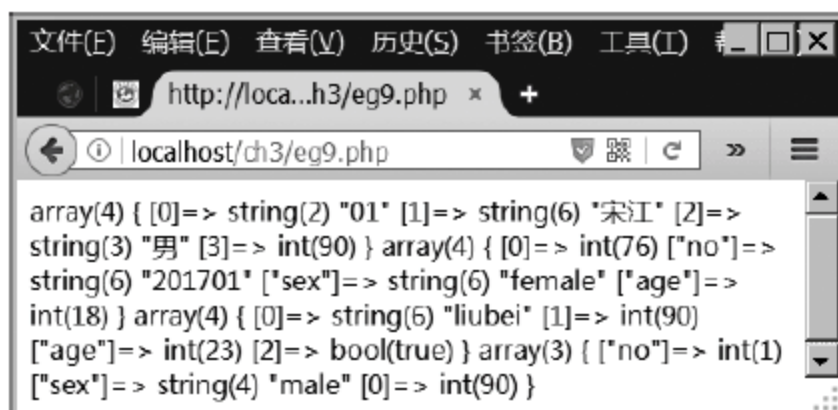 文件(F) 编辑(E) 查看(V) 历史(S) 书签(B) 工具(T)
http://loca...h3/eg9.php × +
localhost/ch3/eg9.php
array(4) { [0]=> string(2) "01" [1]=> string(6) "宋江" [2]=>
string(3) "男" [3]=> int(90) } array(4) { [0]=> int(76) ["no"]=>
string(6) "201701" ["sex"]=> string(6) "female" ["age"]=>
int(18) } array(4) { [0]=> string(6) "liubei" [1]=> int(90)
["age"]=> int(23) [2]=> bool(true) } array(3) { ["no"]=> int(1)
["sex"]=> string(4) "male" [0]=> int(90) }